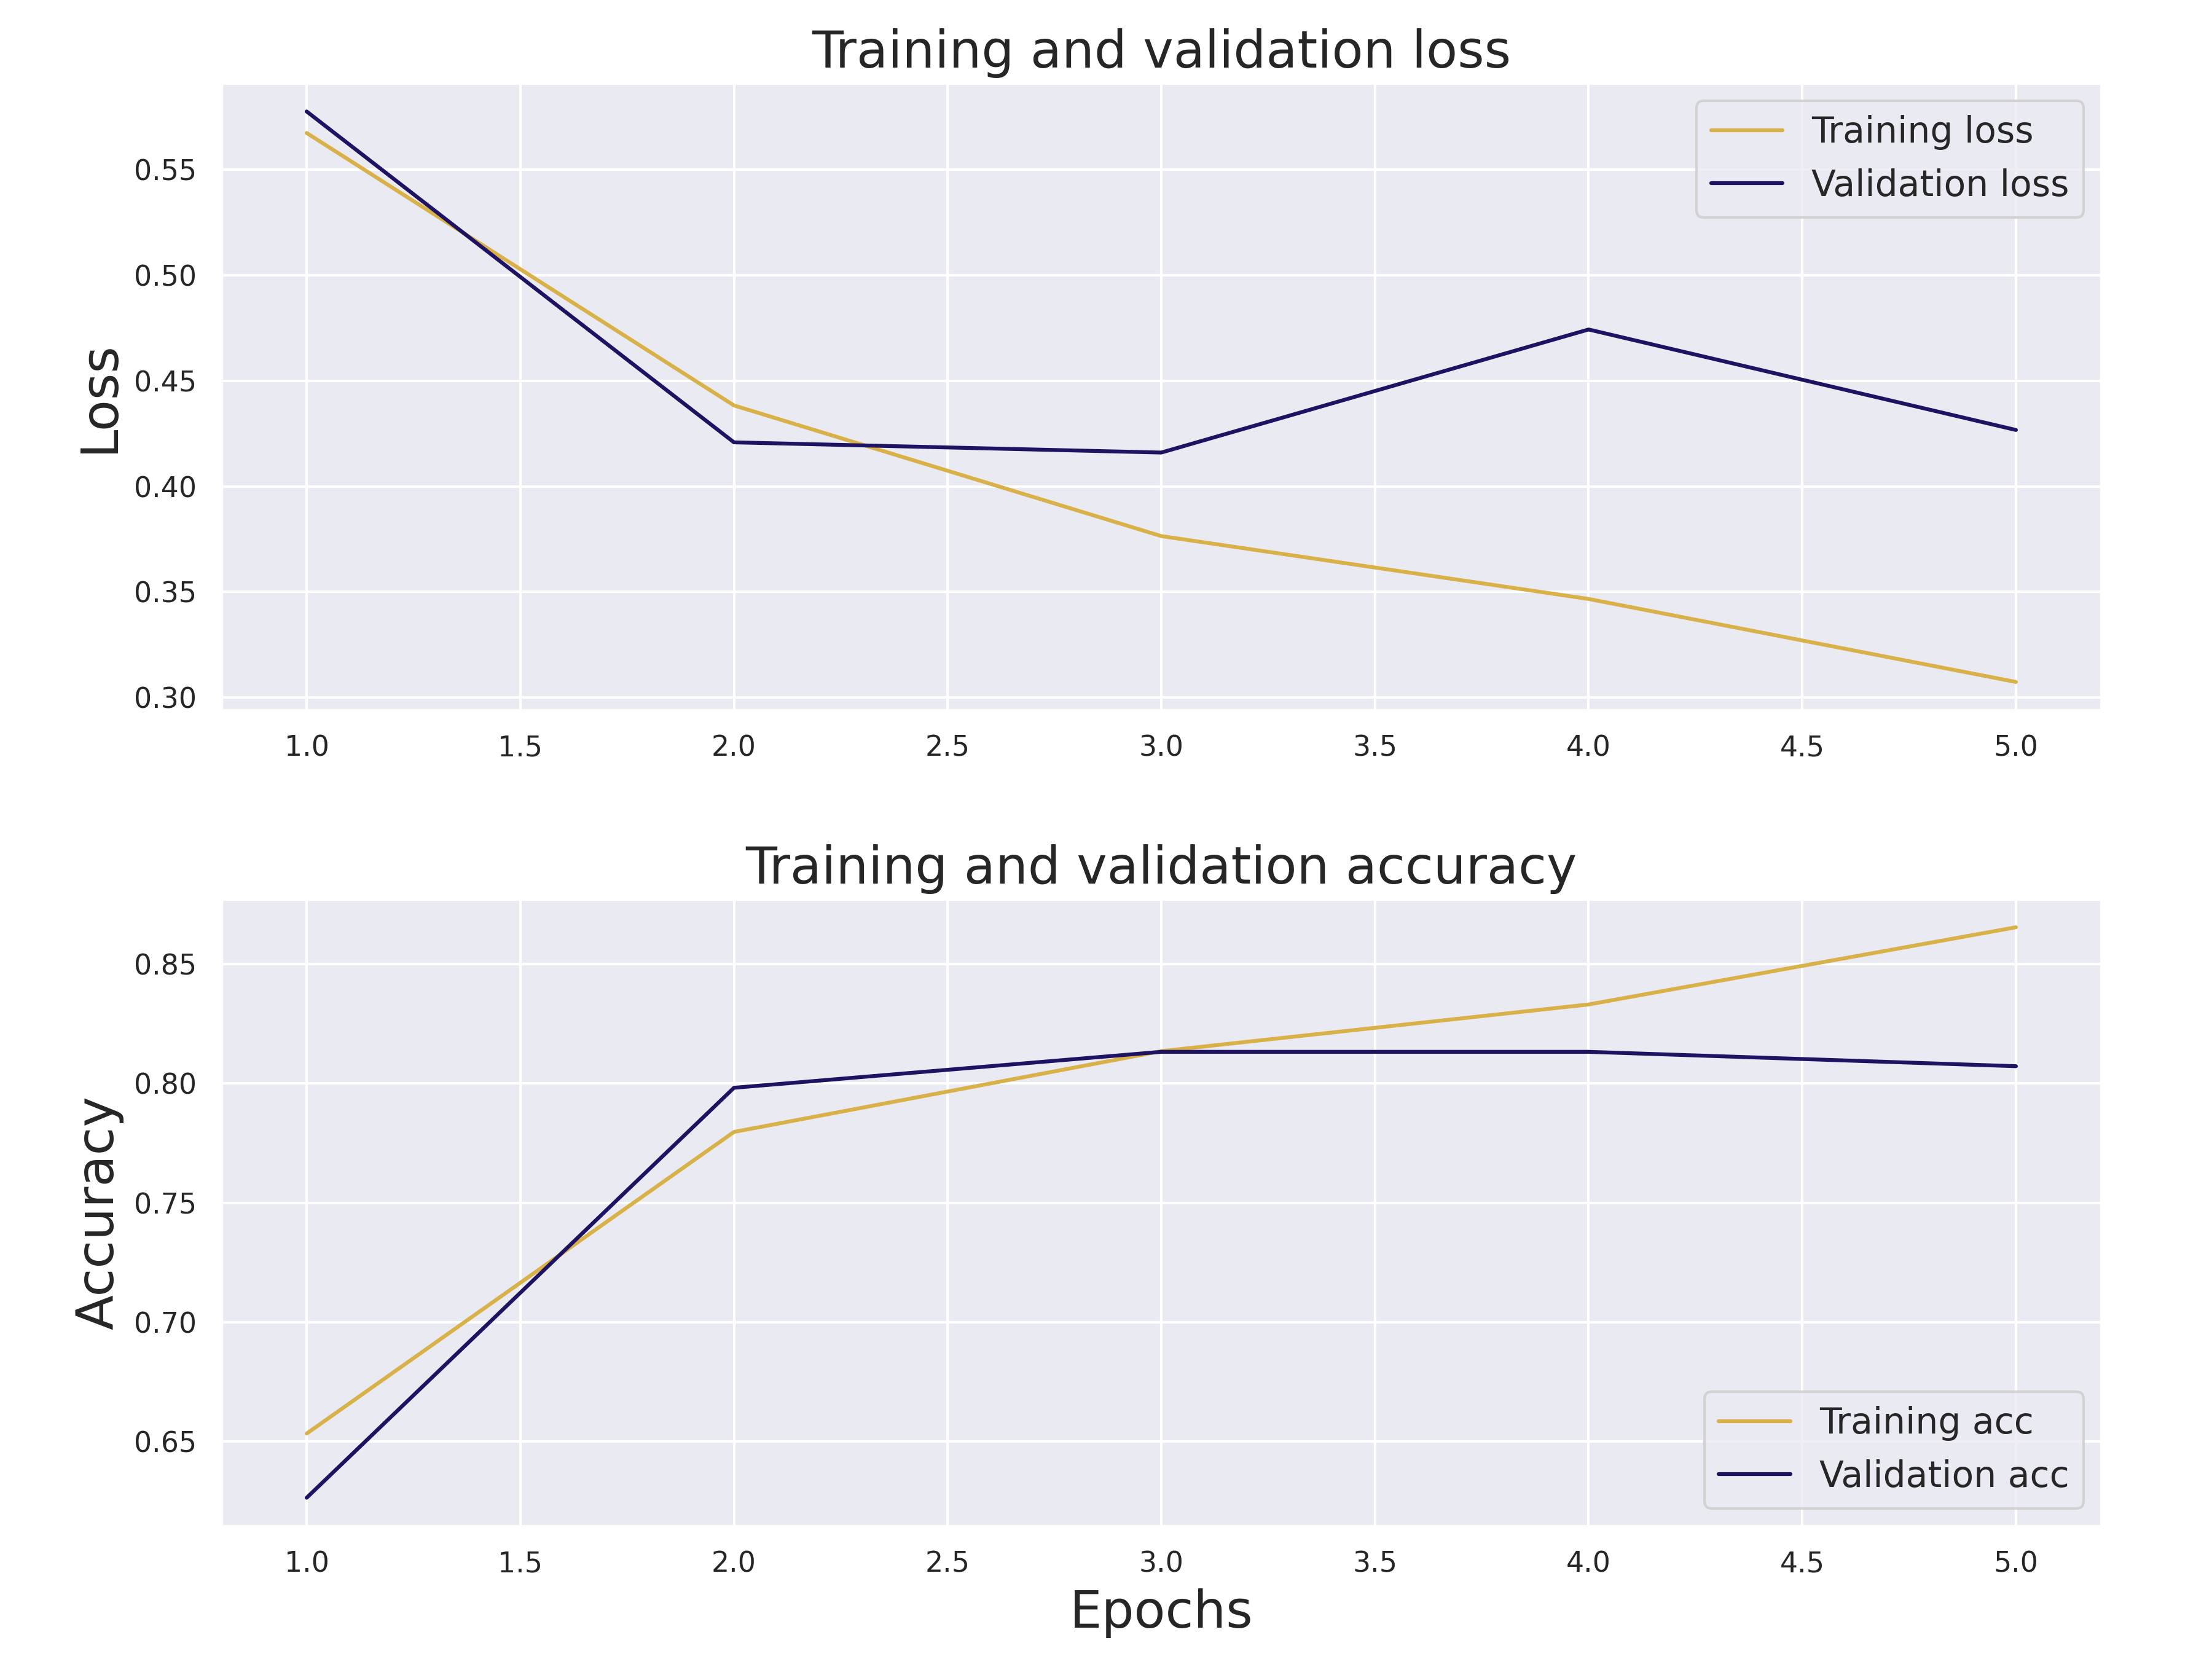 Training and validation loss
Training loss
Validation loss
Loss
0.55
0.50
0.45
0.40
0.35
0.30
1.0 1.5 2.0 2.5 3.0 3.5 4.0 4.5 5.0
Training and validation accuracy
Accuracy
0.85
0.80
0.75
0.70
0.65
Training acc
Validation acc
1.0 1.5 2.0 2.5 3.0 3.5 4.0 4.5 5.0
Epochs